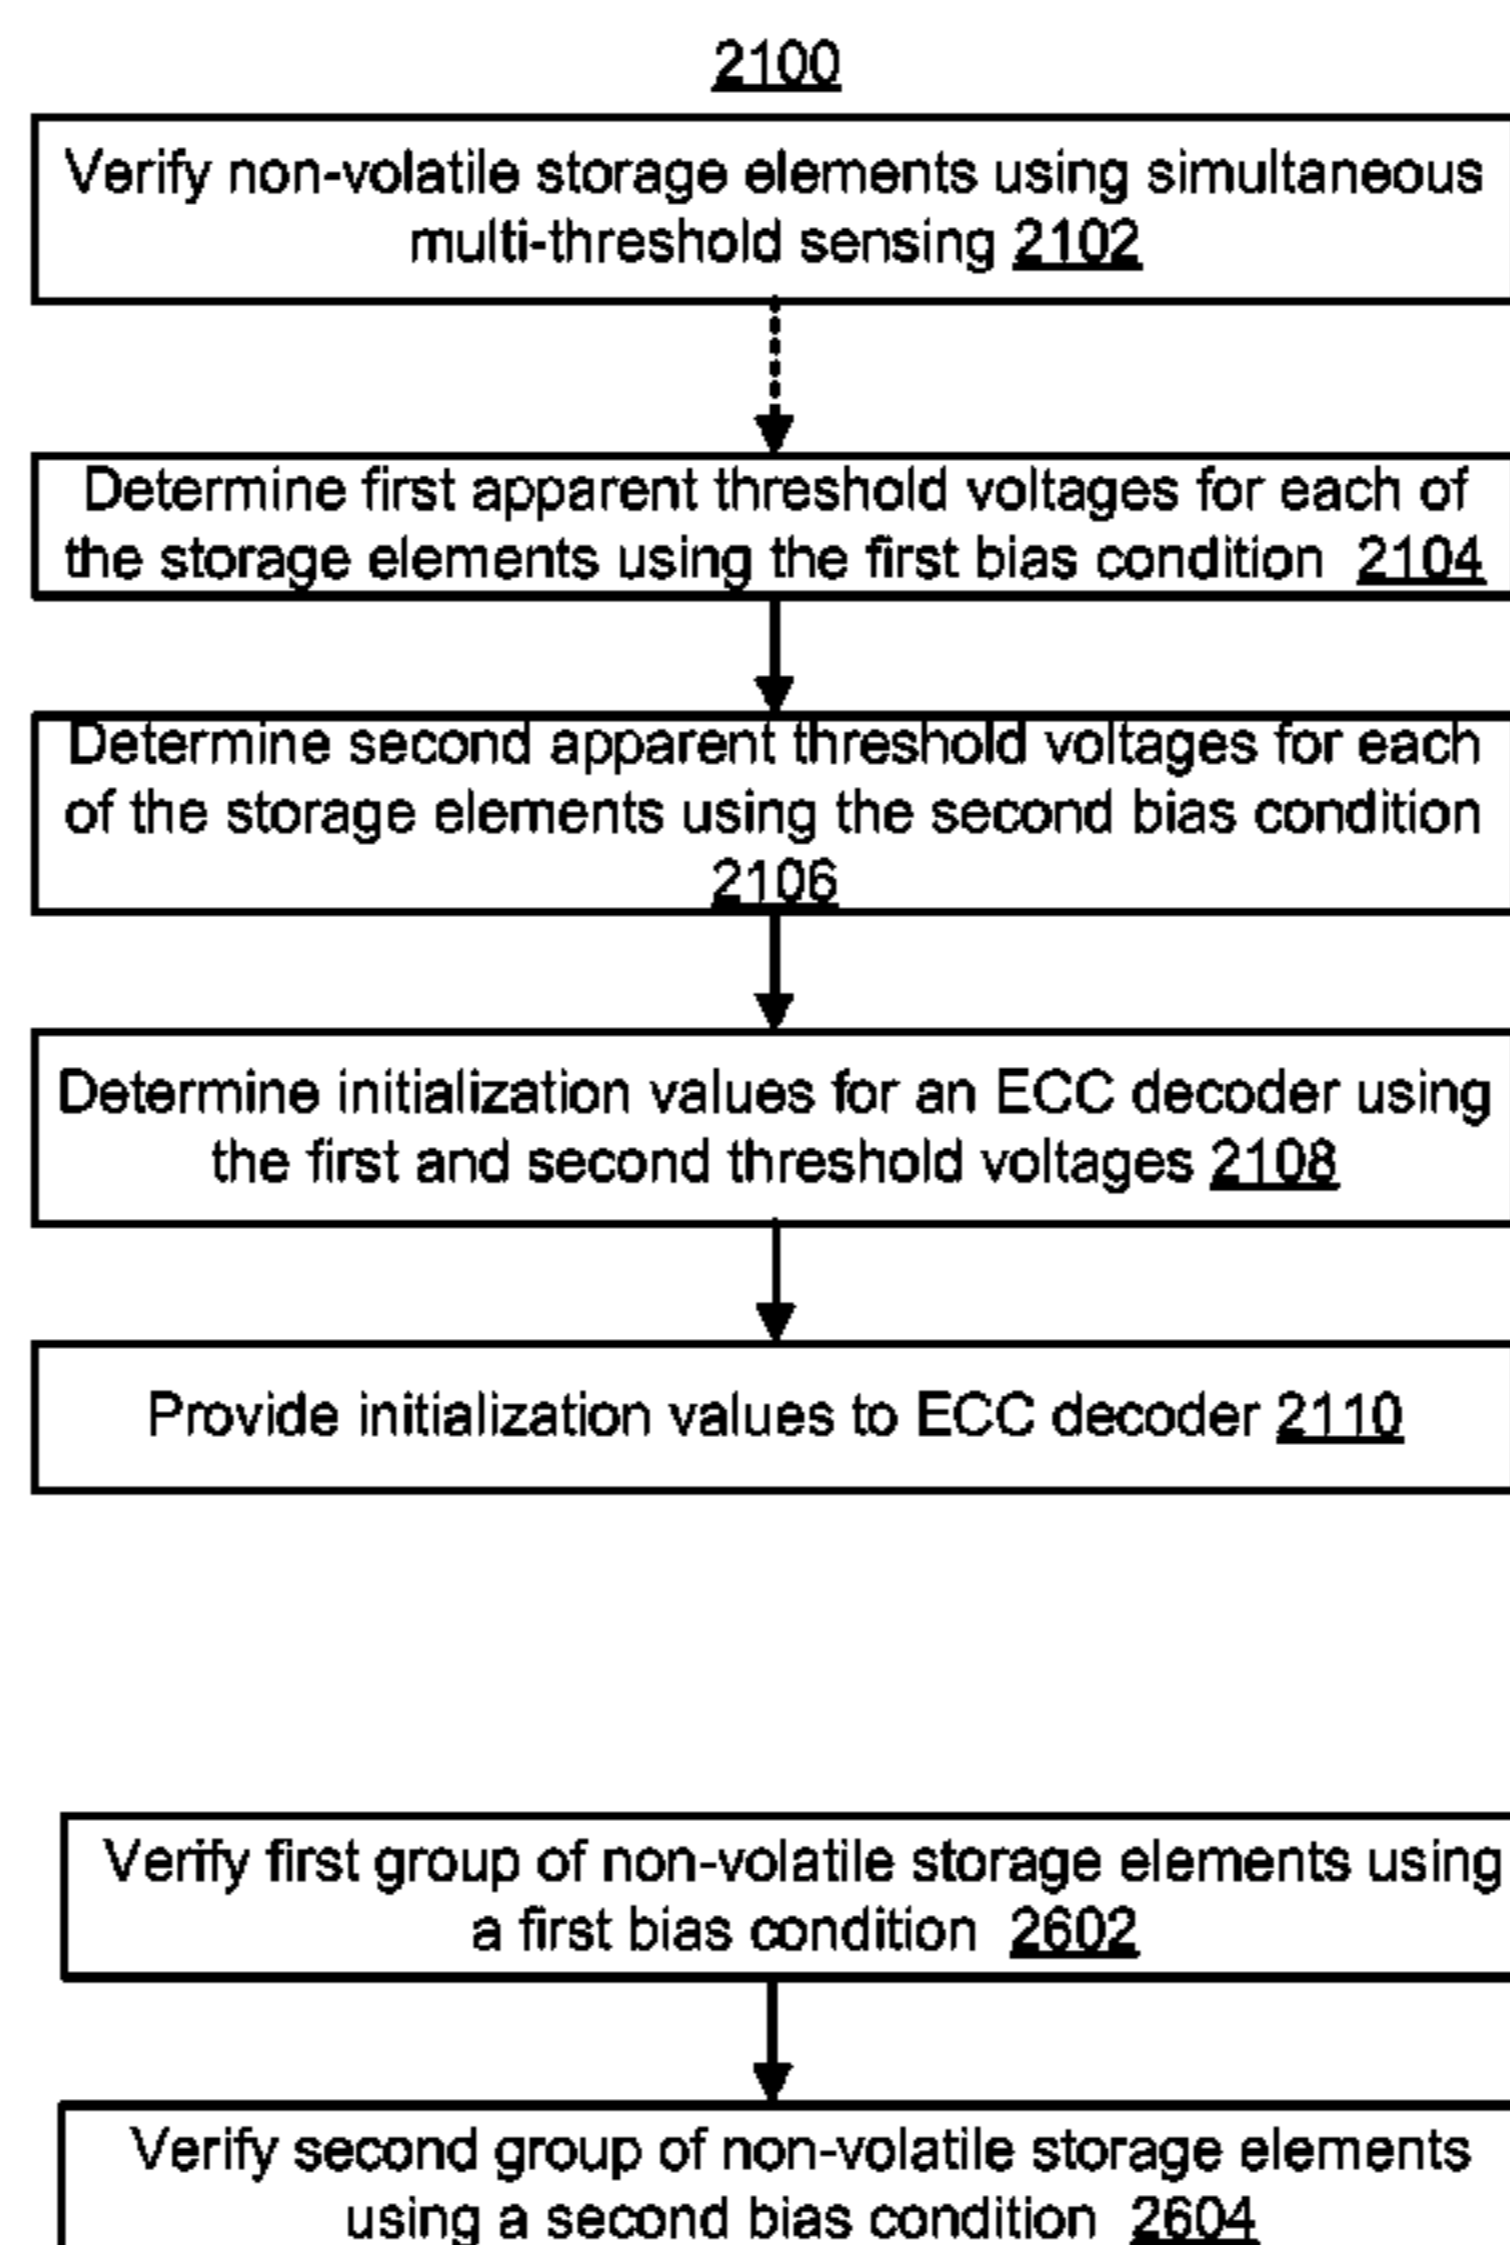 2100
Verify non-volatile storage elements using simultaneous
multi-threshold sensing 2102
Determine first apparent threshold voltages for each of
the storage elements using the first bias condition 2104
Determine second apparent threshold voltages for each
of the storage elements using the second bias condition
2106
Determine initialization values for an ECC decoder using
the first and second threshold voltages 2108
Provide initialization values to ECC decoder 2110
Verify first group of non-volatile storage elements using
a first bias condition 2602
Verify second group of non-volatile storage elements
using a second bias condition 2604